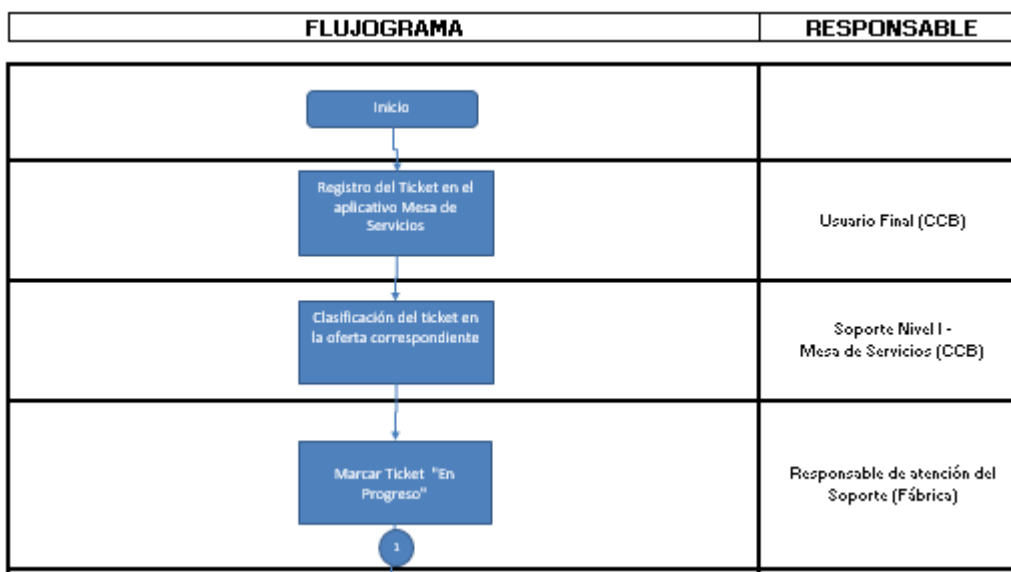 FLUJOGRAMA RESPONSABLE
Inicio
Registro del Ticket en el
aplicativo Mesa de
Servicios
Usuario Final (CCB)
Clasificación del ticket en
la oferta correspondiente
Soporte Nivel I -
Mesa de Servicios (CCB)
Marcar Ticket "En
Progreso"
Responsable de atención del
Soporte (Fábrica)
1